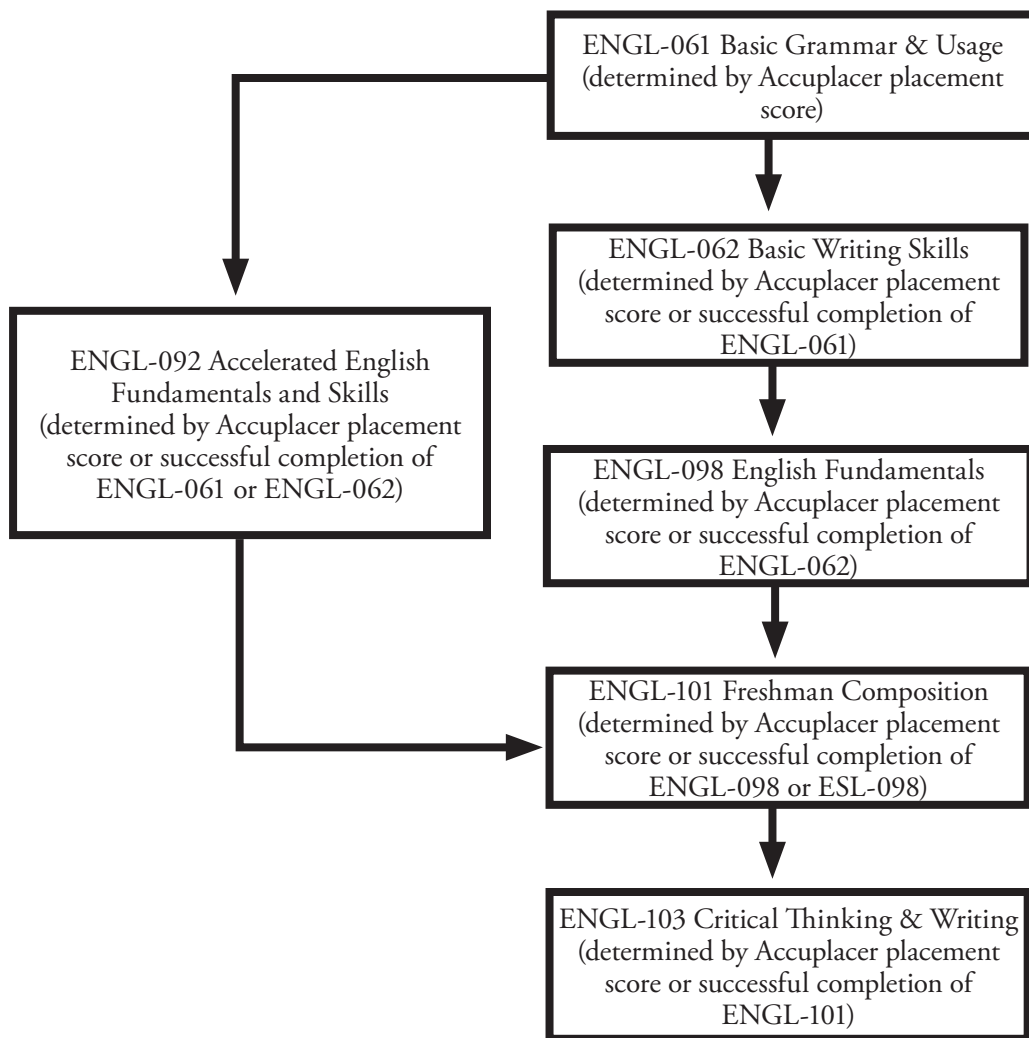 ENGL-061 Basic Grammar & Usage
(determined by Accuplacer placement
score)
ENGL-062 Basic Writing Skills
(determined by Accuplacer placement
score or successful completion of
ENGL-061)
ENGL-092 Accelerated English
Fundamentals and Skills
(determined by Accuplacer placement
score or successful completion of
ENGL-061 or ENGL-062)
ENGL-098 English Fundamentals
(determined by Accuplacer placement
score or successful completion of
ENGL-062)
ENGL-101 Freshman Composition
(determined by Accuplacer placement
score or successful completion of
ENGL-098 or ESL-098)
ENGL-103 Critical Thinking & Writing
(determined by Accuplacer placement
score or successful completion of
ENGL-101)